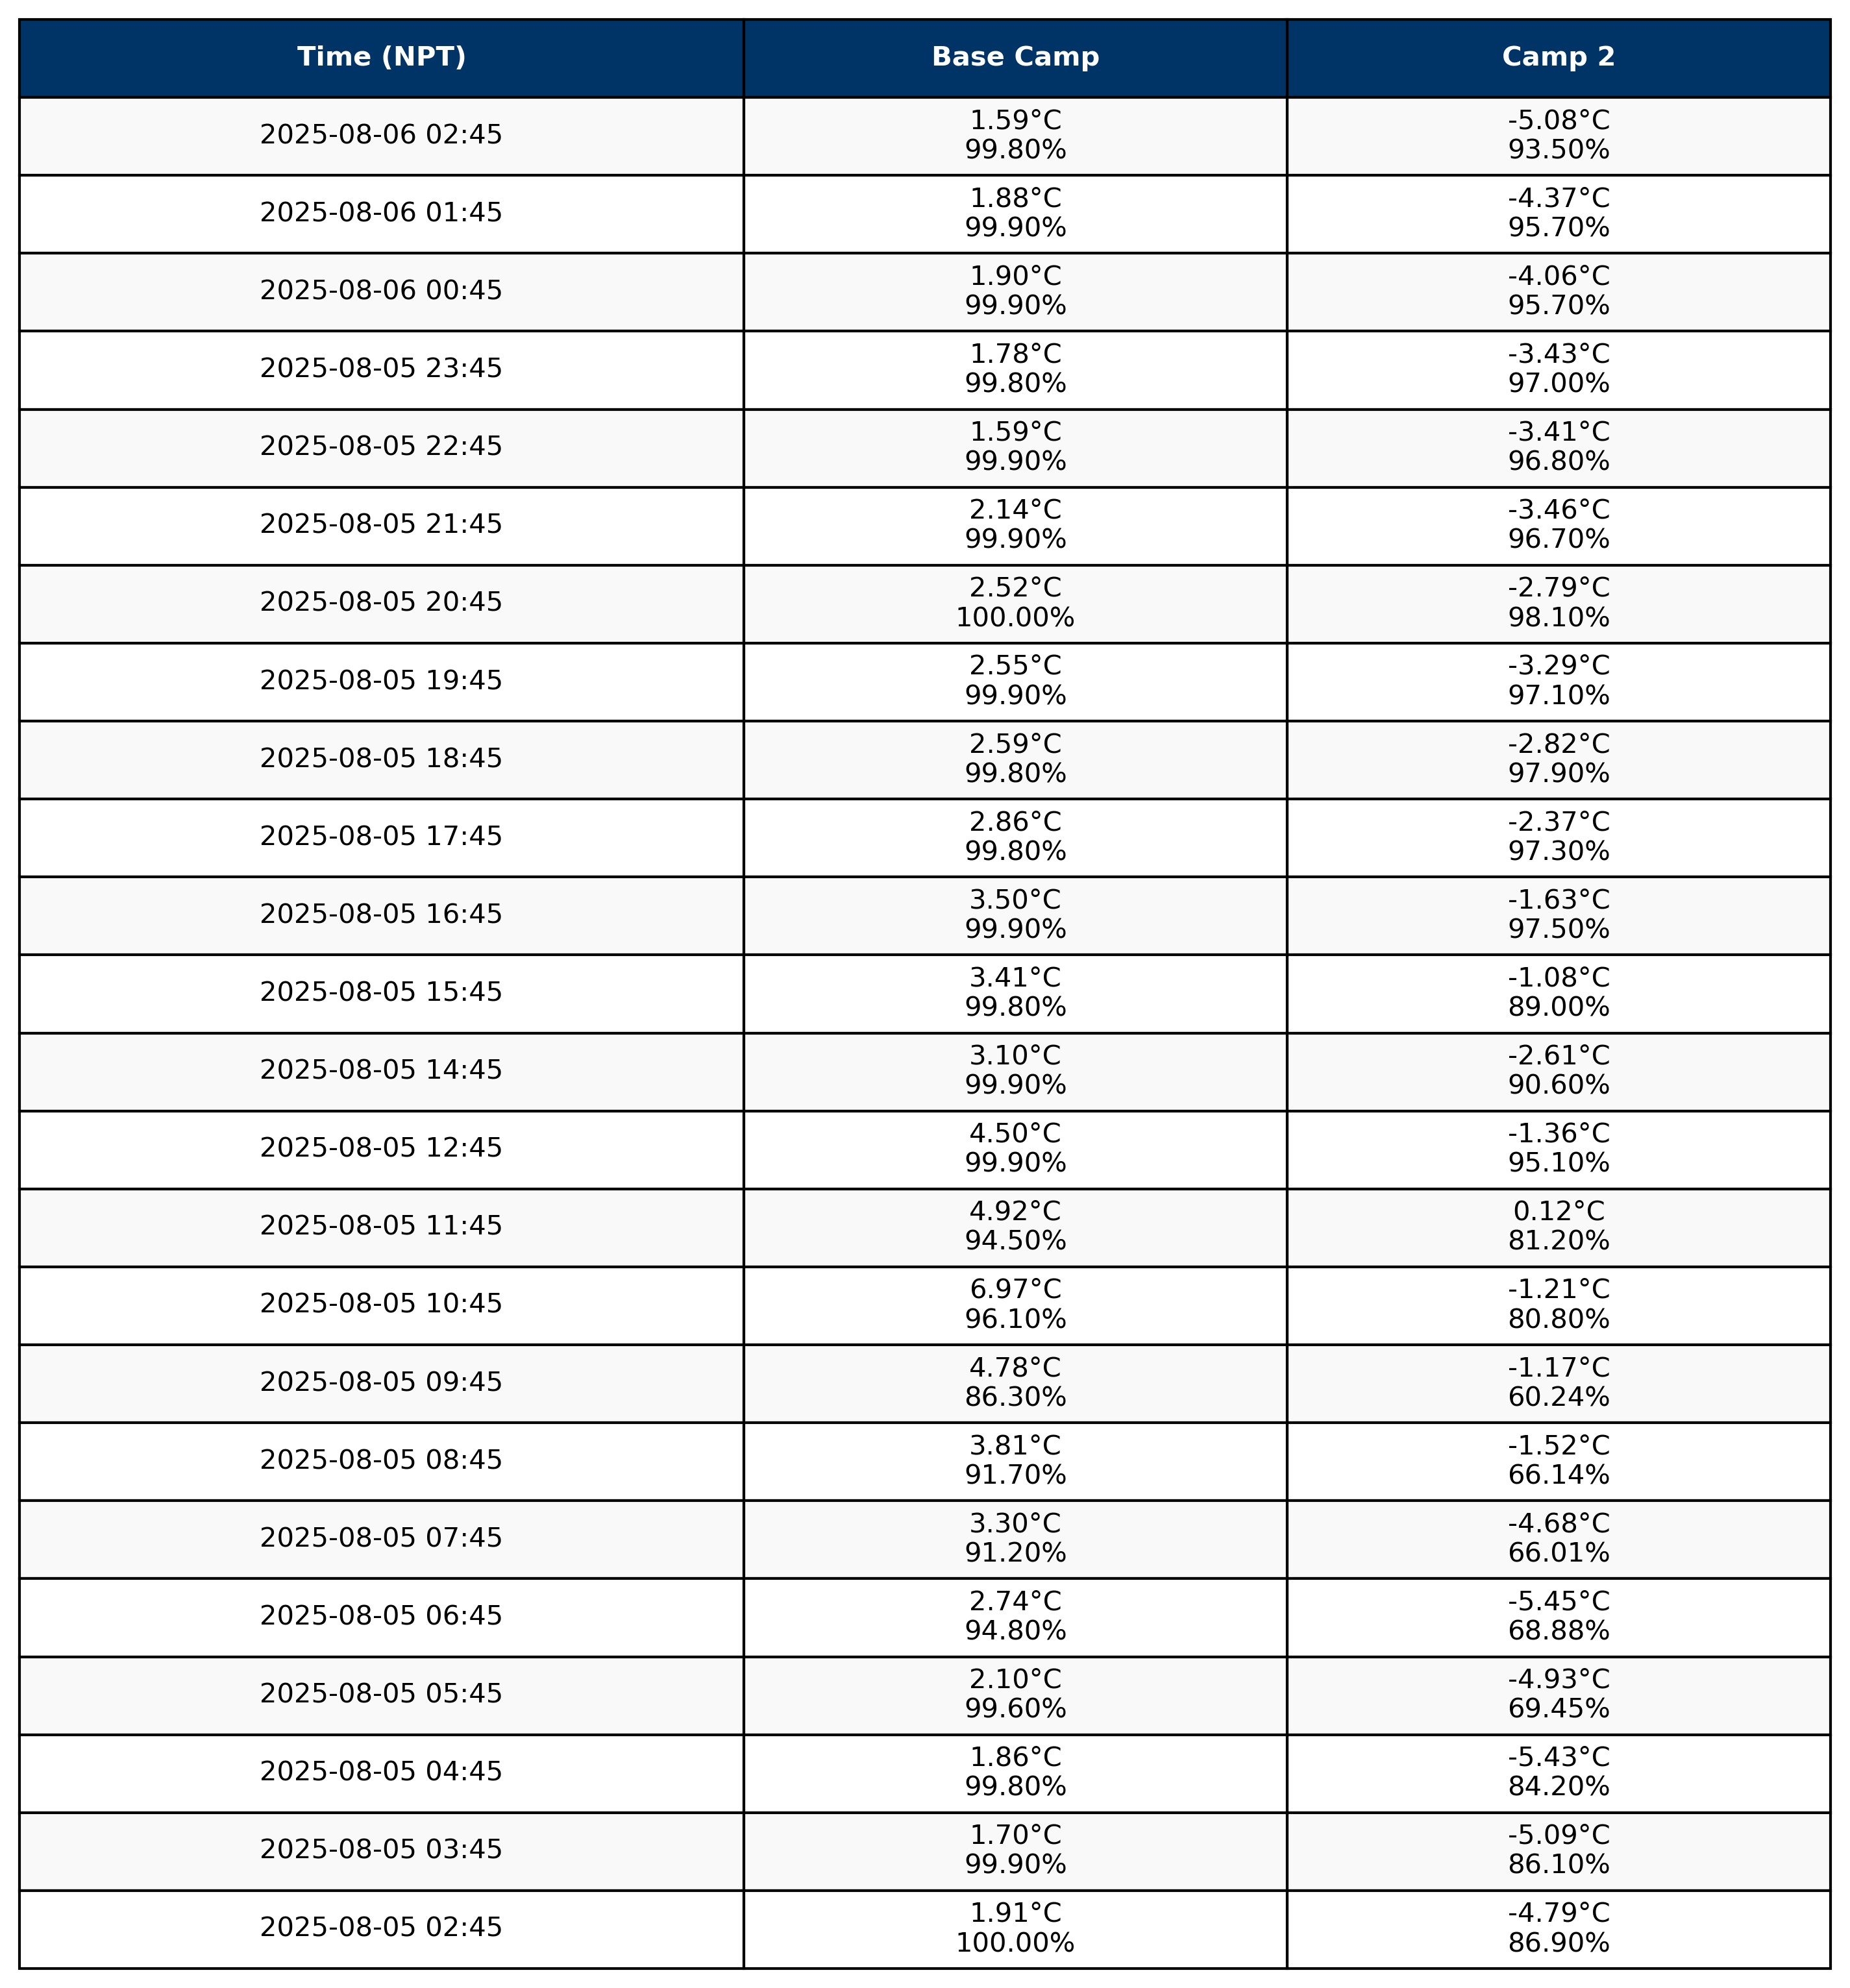 Time (NPT) Base Camp Camp 2
2025-08-06 02:45 1.59°C -5.08°C
99.80% 93.50%
2025-08-06 01:45 1.88°C -4.37°C
99.90% 95.70%
2025-08-06 00:45 1.90°C -4.06°C
99.90% 95.70%
2025-08-05 23:45 1.78°C -3.43°C
99.80% 97.00%
2025-08-05 22:45 1.59°C -3.41°C
99.90% 96.80%
2025-08-05 21:45 2.14°C -3.46°C
99.90% 96.70%
2025-08-05 20:45 2.52°C -2.79°C
100.00% 98.10%
2025-08-05 19:45 2.55°C -3.29°C
99.90% 97.10%
2025-08-05 18:45 2.59°C -2.82°C
99.80% 97.90%
2025-08-05 17:45 2.86°C -2.37°C
99.80% 97.30%
2025-08-05 16:45 3.50°C -1.63°C
99.90% 97.50%
2025-08-05 15:45 3.41°C -1.08°C
99.80% 89.00%
2025-08-05 14:45 3.10°C -2.61°C
99.90% 90.60%
2025-08-05 12:45 4.50°C -1.36°C
99.90% 95.10%
2025-08-05 11:45 4.92°C 0.12°C
94.50% 81.20%
2025-08-05 10:45 6.97°C -1.21°C
96.10% 80.80%
2025-08-05 09:45 4.78°C -1.17°C
86.30% 60.24%
2025-08-05 08:45 3.81°C -1.52°C
91.70% 66.14%
2025-08-05 07:45 3.30°C -4.68°C
91.20% 66.01%
2025-08-05 06:45 2.74°C -5.45°C
94.80% 68.88%
2025-08-05 05:45 2.10°C -4.93°C
99.60% 69.45%
2025-08-05 04:45 1.86°C -5.43°C
99.80% 84.20%
2025-08-05 03:45 1.70°C -5.09°C
99.90% 86.10%
2025-08-05 02:45 1.91°C -4.79°C
100.00% 86.90%